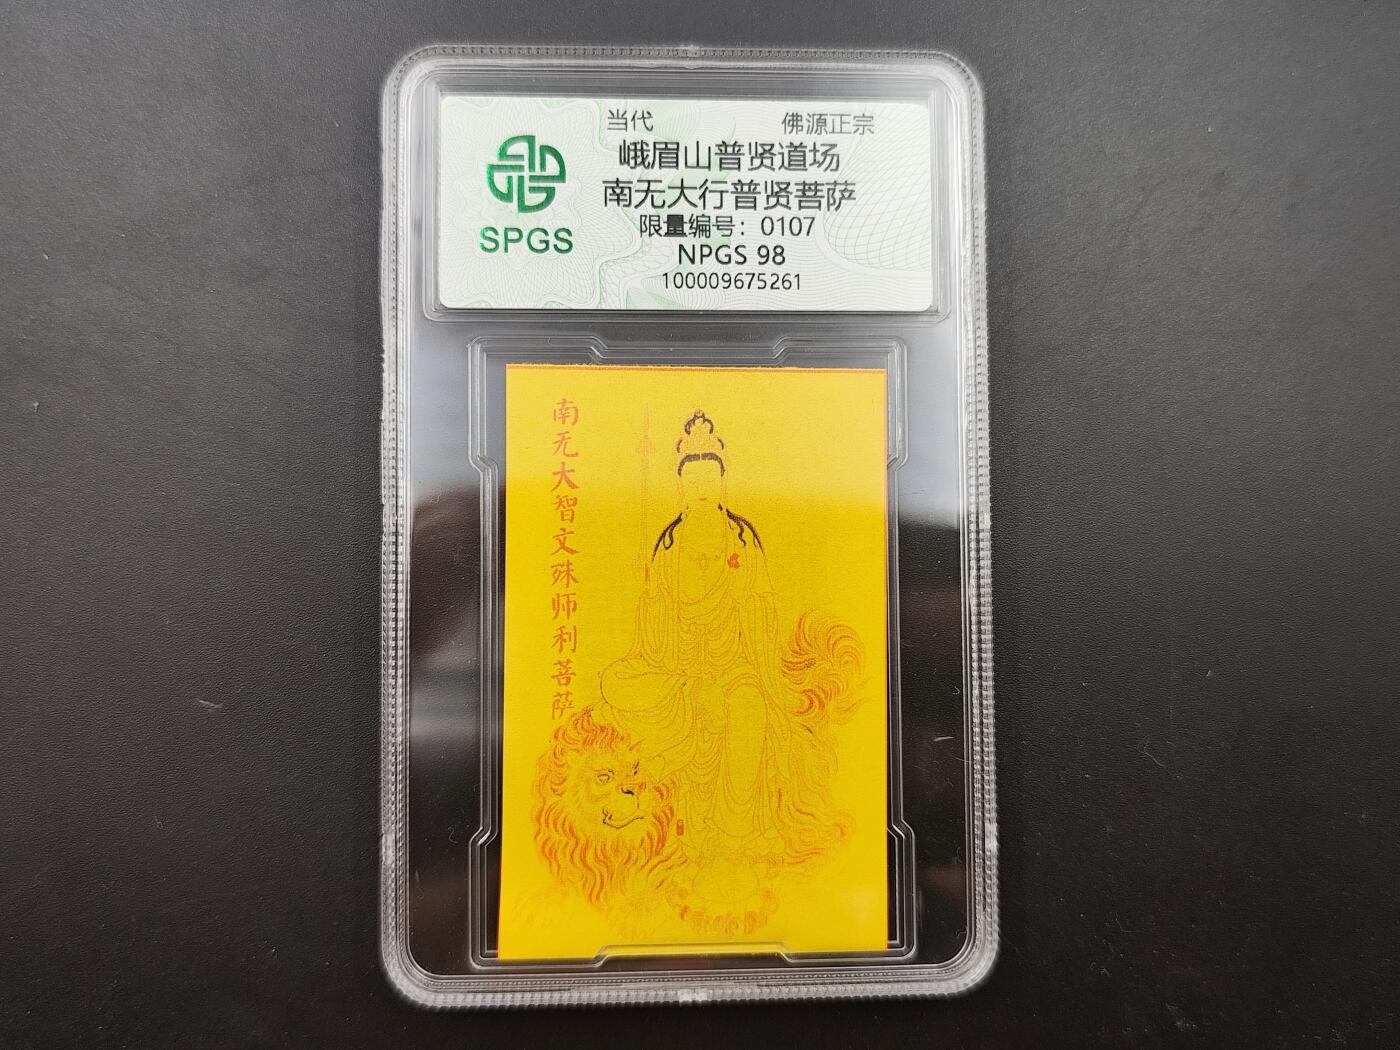 当代 佛源正宗
峨眉山普贤道场
南无大行普贤菩萨
限量编号：0107
NPGS 98
100009675261
SPGS
南无大智文殊师利菩萨